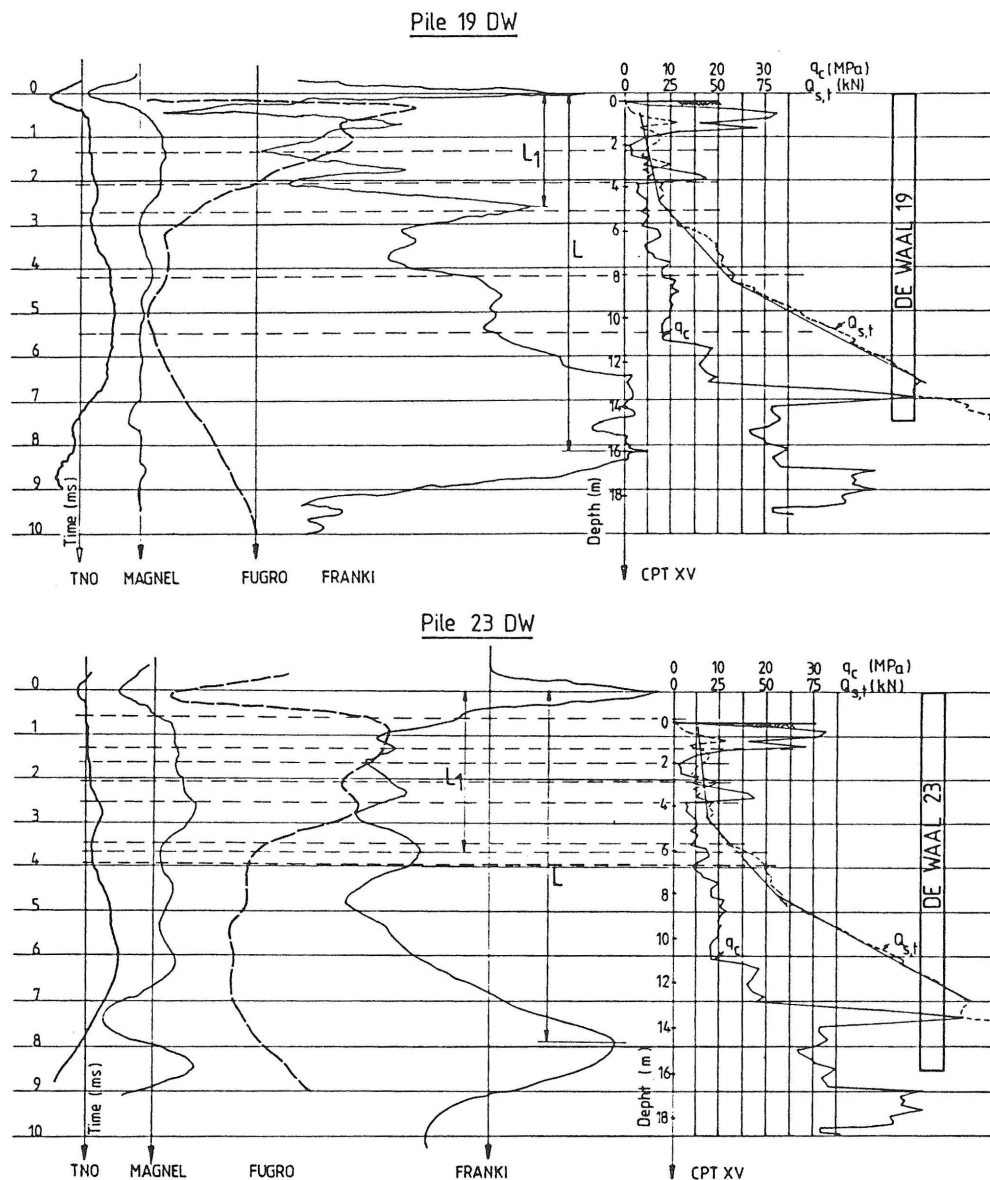 Pile 19 DW
0 10 20 30 qc (MPa)
0 25 50 75 Qs,t (kN)
0
1
2
3
4
5
6
7
8
9
10
Time (ms)
L1
L
0
2
4
6
8
10
12
14
16
18
Depth (m)
qc
Qs,t
DE WAAL 19
TNO MAGNEL FUGRO FRANKI CPT XV
Pile 23 DW
0 10 20 30 qc (MPa)
0 25 50 75 Qs,t (kN)
0
1
2
3
4
5
6
7
8
9
10
Time (ms)
L1
L
0
2
4
6
8
10
12
14
16
18
Depht (m)
qc
Qs,t
DE WAAL 23
TNO MAGNEL FUGRO FRANKI CPT XV